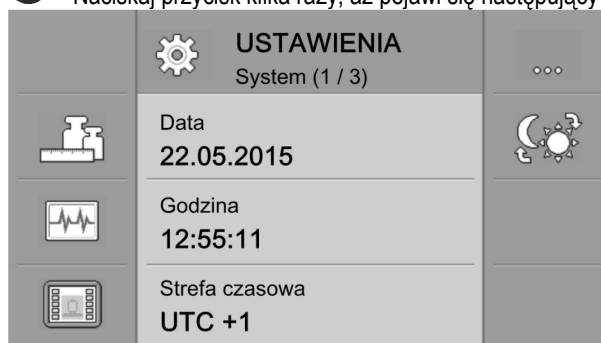 Naciskaj przycisk kilka razy, aż pojawi się następujący
USTAWIENIA
System (1 / 3)
Data
22.05.2015
Godzina
12:55:11
Strefa czasowa
UTC +1